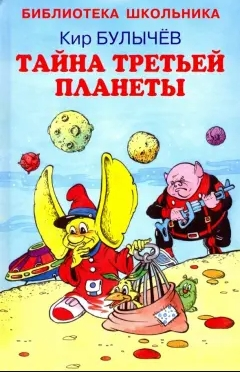 БИБЛИОТЕКА ШКОЛЬНИКА
Кир БУЛЫЧЁВ
ТАЙНА ТРЕТЬЕЙ
ПЛАНЕТЫ